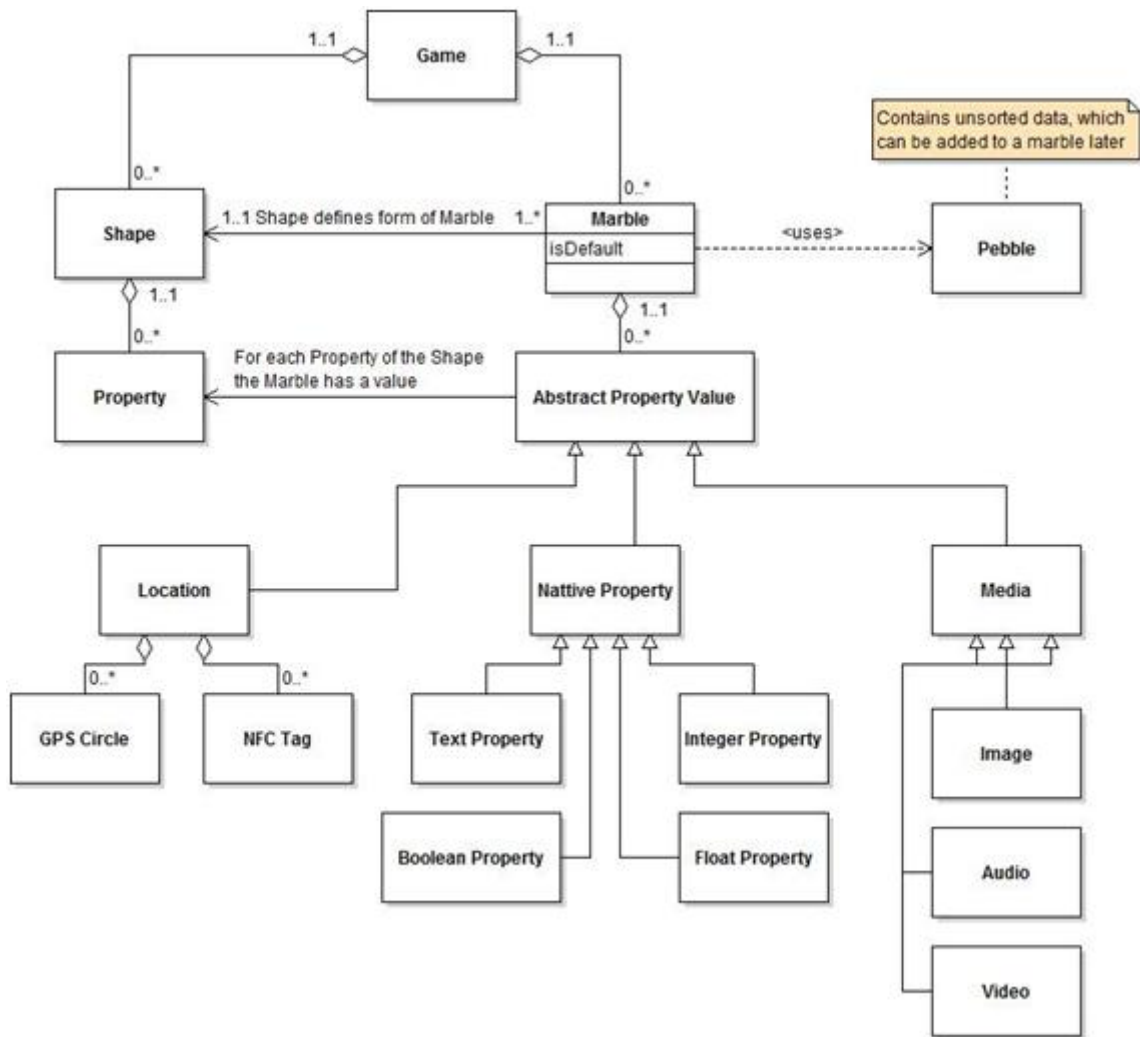 1..1
Game
1..1
Contains unsorted data, which
can be added to a marble later
0..*
0..*
Shape
1..1 Shape defines form of Marble
1..*
Marble
isDefault
<uses>
Pebble
1..1
1..1
0..*
0..*
Property
For each Property of the Shape
the Marble has a value
Abstract Property Value
Location
Nattive Property
Media
0..*
0..*
GPS Circle
NFC Tag
Text Property
Integer Property
Image
Boolean Property
Float Property
Audio
Video